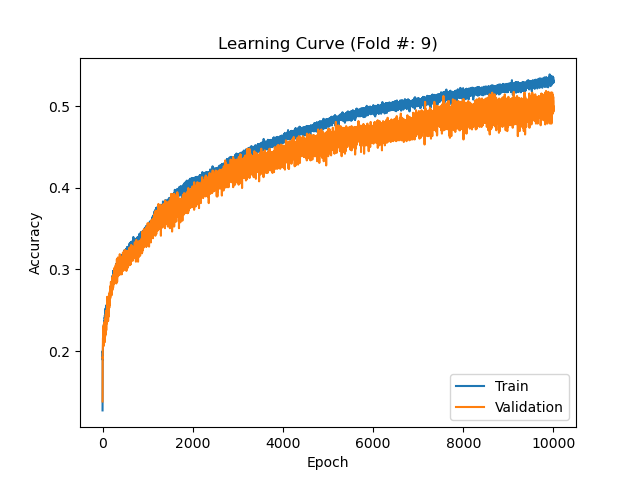 Learning Curve (Fold #: 9)
0.5
0.4
0.3
0.2
Accuracy
0 2000 4000 6000 8000 10000
Epoch
Train
Validation